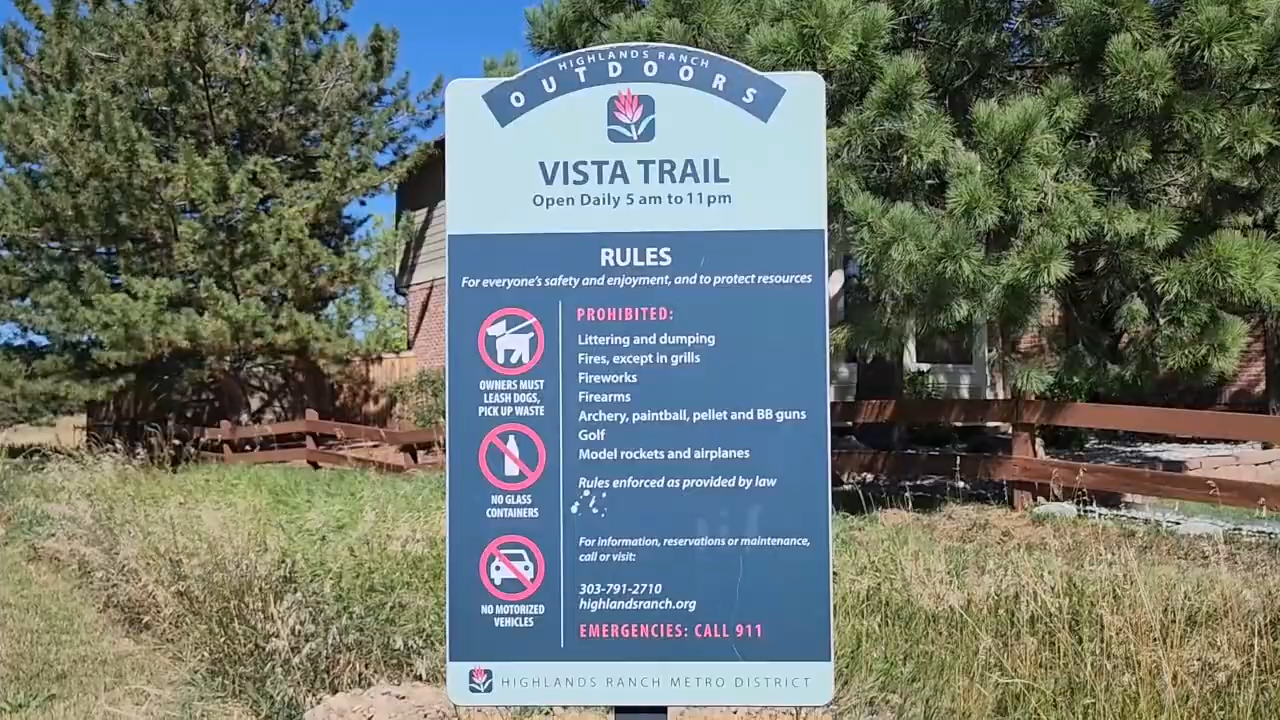 HIGHLANDS RANCH
OUTDOORS
VISTA TRAIL
Open Daily 5 am to 11 pm
RULES
For everyone's safety and enjoyment, and to protect resources
OWNERS MUST
LEASH DOGS,
PICK UP WASTE
NO GLASS
CONTAINERS
NO MOTORIZED
VEHICLES
PROHIBITED:
Littering and dumping
Fires, except in grills
Fireworks
Firearms
Archery, paintball, pellet and BB guns
Golf
Model rockets and airplanes
Rules enforced as provided by law
For information, reservations or maintenance,
call or visit:
303-791-2710
highlandsranch.org
EMERGENCIES: CALL 911
HIGHLANDS RANCH METRO DISTRICT